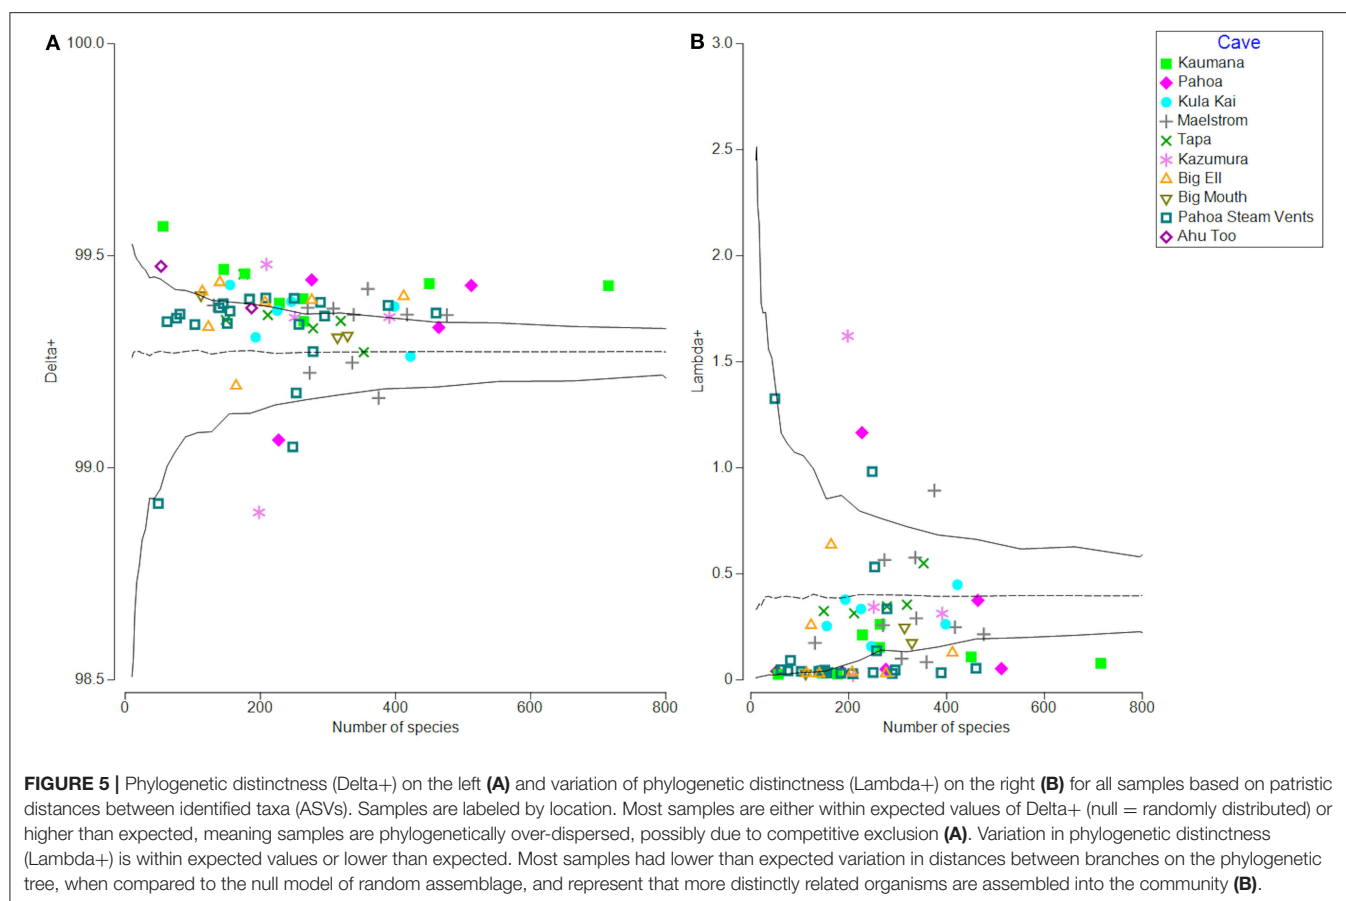 A
100.0
99.5
99.0
98.5
Delta+
0
200
400
600
800
Number of species
B
3.0
2.5
2.0
1.5
1.0
0.5
0
Lambda+
0
200
400
600
800
Number of species
Cave
Kaumana
Pahoa
Kula Kai
Maelstrom
Tapa
Kazumura
Big Ell
Big Mouth
Pahoa Steam Vents
Ahu Too
FIGURE 5 | Phylogenetic distinctness (Delta+) on the left (A) and variation of phylogenetic distinctness (Lambda+) on the right (B) for all samples based on patristic
distances between identified taxa (ASVs). Samples are labeled by location. Most samples are either within expected values of Delta+ (null = randomly distributed) or
higher than expected, meaning samples are phylogenetically over-dispersed, possibly due to competitive exclusion (A). Variation in phylogenetic distinctness
(Lambda+) is within expected values or lower than expected. Most samples had lower than expected variation in distances between branches on the phylogenetic
tree, when compared to the null model of random assemblage, and represent that more distinctly related organisms are assembled into the community (B).